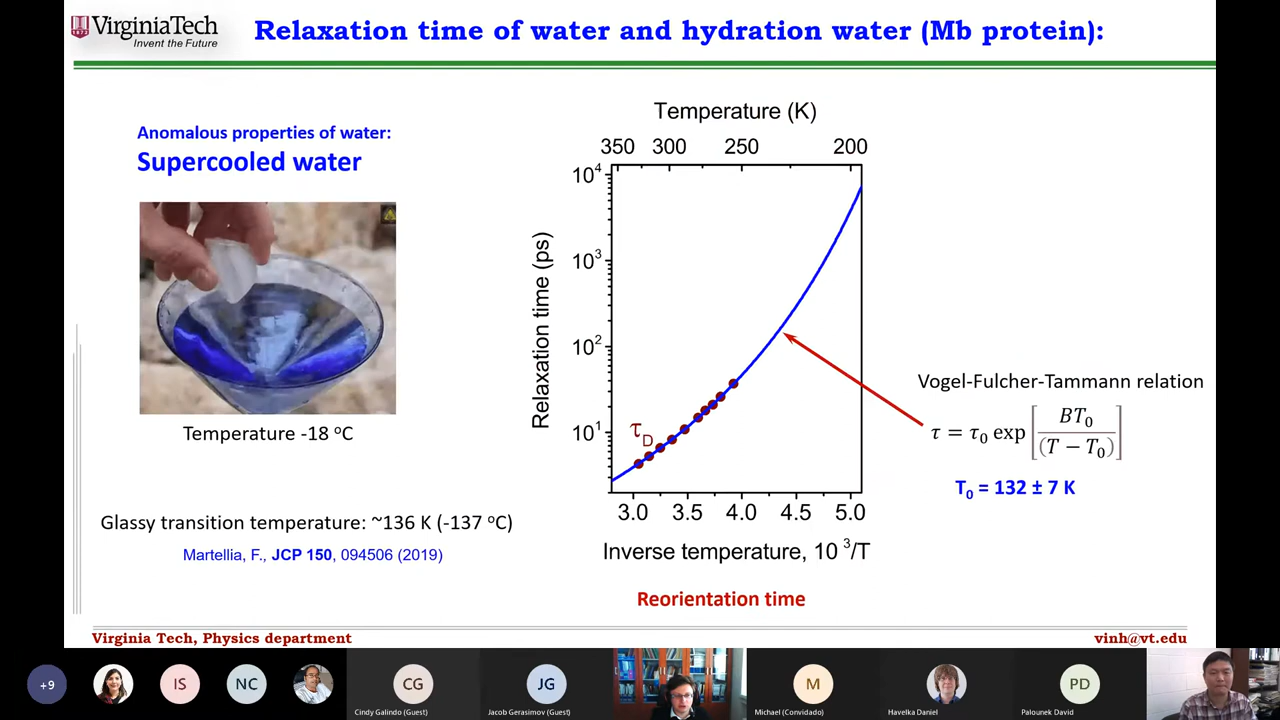 VirginiaTech
Invent the Future
Relaxation time of water and hydration water (Mb protein):
Anomalous properties of water:
Supercooled water
Temperature -18 °C
Glassy transition temperature: ~136 K (-137 °C)
Martellia, F., JCP 150, 094506 (2019)
Temperature (K)
350 300 250 200
10⁴
10³
10²
10¹
Relaxation time (ps)
τD
3.0 3.5 4.0 4.5 5.0
Inverse temperature, 10 ³/T
Reorientation time
Vogel-Fulcher-Tammann relation
τ = τ₀ exp [BT₀ / (T − T₀)]
T₀ = 132 ± 7 K
Virginia Tech, Physics department
vinh@vt.edu
+9
IS
NC
CG
Cindy Galindo (Guest)
JG
Jacob Gerasimov (Guest)
M
Michael (Convidado)
Havelka Daniel
PD
Palounek David